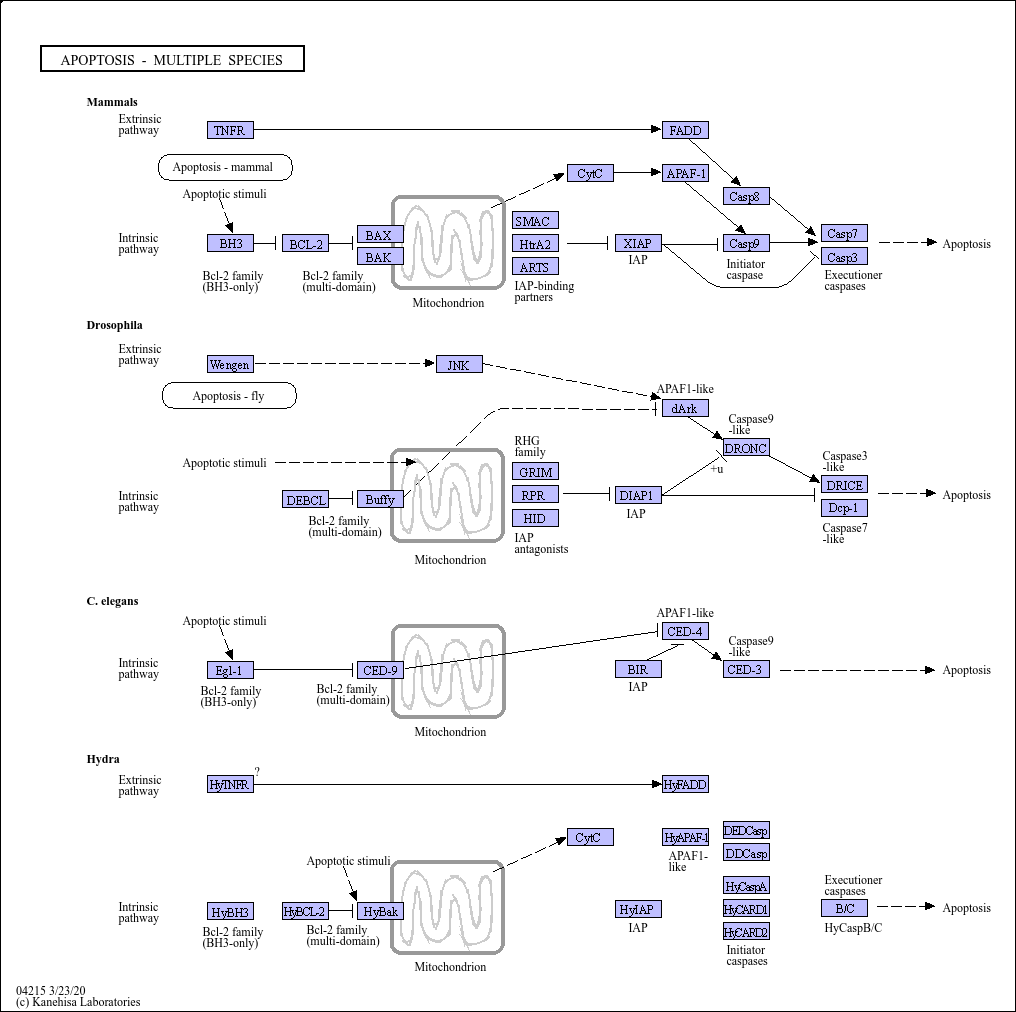 APOPTOSIS - MULTIPLE SPECIES
Mammals
Extrinsic
pathway
TNFR
FADD
Apoptosis - mammal
CytC
APAF-1
Apoptotic stimuli
Casp8
Intrinsic
pathway
BH3
BCL-2
BAX
BAK
SMAC
HtrA2
ARTS
XIAP
IAP
Casp9
Casp7
Casp3
Apoptosis
Bcl-2 family
(BH3-only)
Bcl-2 family
(multi-domain)
Mitochondrion
IAP-binding
partners
Initiator
caspase
Executioner
caspases
Drosophila
Extrinsic
pathway
Wengen
JNK
Apoptosis - fly
APAF1-like
dArk
Caspase9
-like
DRONC
+u
Apoptotic stimuli
RHG
family
GRIM
RPR
HID
Caspase3
-like
DRICE
Dcp-1
Caspase7
-like
Intrinsic
pathway
DEBCL
Buffy
DIAP1
IAP
Apoptosis
Bcl-2 family
(multi-domain)
Mitochondrion
IAP
antagonists
C. elegans
Apoptotic stimuli
APAF1-like
CED-4
Caspase9
-like
Intrinsic
pathway
Egl-1
CED-9
BIR
IAP
CED-3
Apoptosis
Bcl-2 family
(BH3-only)
Bcl-2 family
(multi-domain)
Mitochondrion
Hydra
Extrinsic
pathway
HyTNFR
?
HyFADD
CytC
HyAPAF-1
APAF1-
like
DEDCasp
DDCasp
Apoptotic stimuli
HyCaspA
HyCARD1
HyCARD2
Initiator
caspases
Executioner
caspases
B/C
HyCaspB/C
Intrinsic
pathway
HyBH3
HyBCL-2
HyBak
HyIAP
IAP
Apoptosis
Bcl-2 family
(BH3-only)
Bcl-2 family
(multi-domain)
Mitochondrion
04215 3/23/20
(c) Kanehisa Laboratories